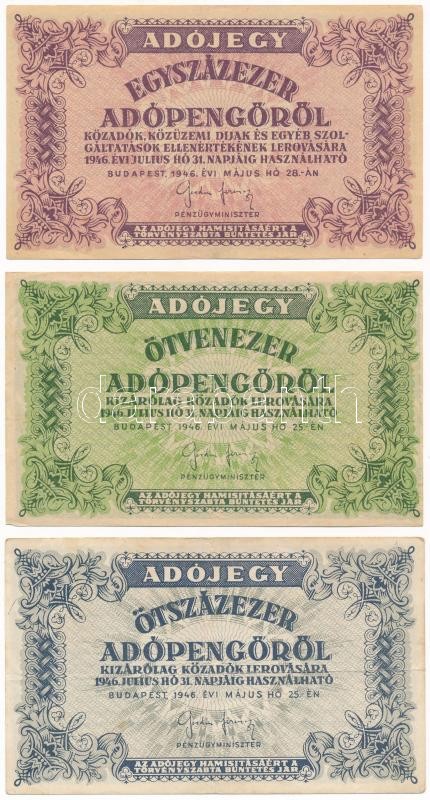 ADÓJEGY
EGYSZÁZEZER
ADÓPENGŐRŐL
KÖZADÓK, KÖZÜZEMI DIJAK ÉS EGYÉB SZOL-
GÁLTATÁSOK ELLENÉRTÉKÉNEK LEROVÁSÁRA
1946. ÉVI JULIUS HÓ 31. NAPJÁIG HASZNÁLHATÓ
BUDAPEST, 1946. ÉVI MÁJUS HÓ 28.-ÁN
PÉNZÜGYMINISZTER
AZ ADÓJEGY HAMISITÁSÁÉRT A
TÖRVÉNYSZABTA BÜNTETÉS JÁR
ADÓJEGY
ÖTVENEZER
ADÓPENGŐRŐL
KIZÁRÓLAG KÖZADÓK LEROVÁSÁRA
1946. JULIUS HÓ 31. NAPJÁIG HASZNÁLHATÓ
BUDAPEST 1946. ÉVI MÁJUS HÓ 25.-ÉN
PÉNZÜGYMINISZTER
AZ ADÓJEGY HAMISITÁSÁÉRT A
TÖRVÉNYSZABTA BÜNTETÉS JÁR
ADÓJEGY
ÖTSZÁZEZER
ADÓPENGŐRŐL
KIZÁRÓLAG KÖZADÓK LEROVÁSÁRA
1946. JULIUS HÓ 31. NAPJÁIG HASZNÁLHATÓ
BUDAPEST, 1946. ÉVI MÁJUS HÓ 25.-ÉN
PÉNZÜGYMINISZTER
AZ ADÓJEGY HAMISITÁSÁÉRT A
TÖRVÉNYSZABTA BÜNTETÉS JÁR